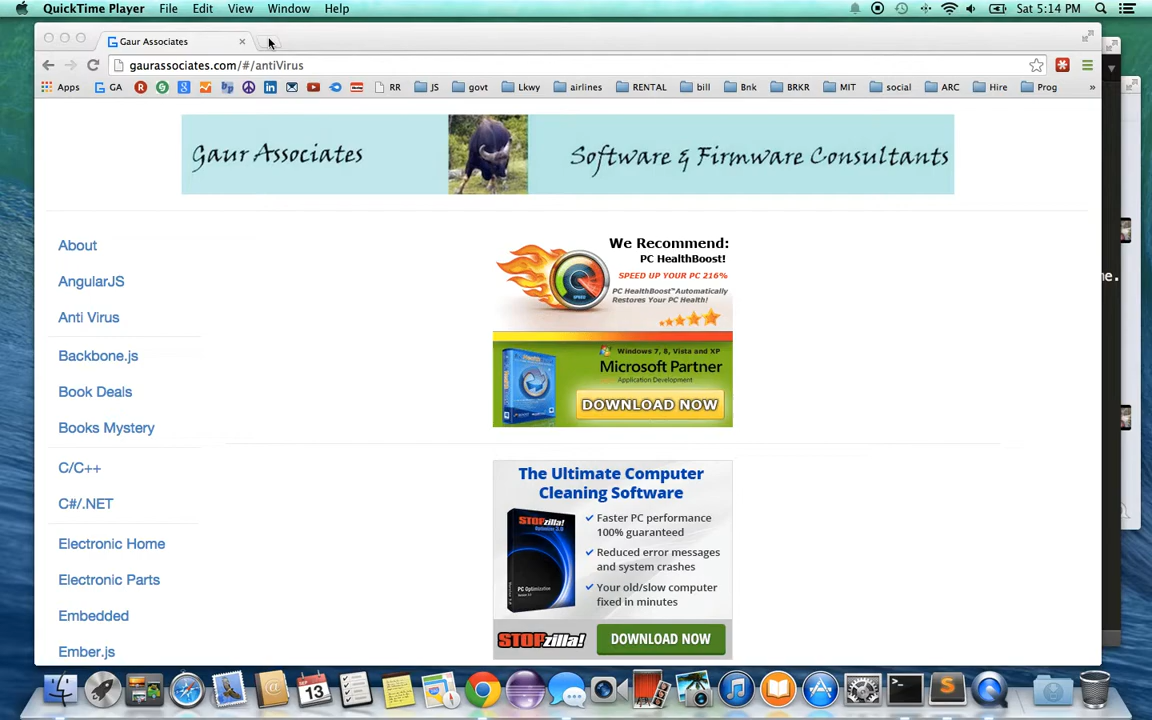 QuickTime Player File Edit View Window Help Sat 5:14 PM
Gaur Associates
gaurassociates.com/#/antiVirus
Apps GA RR JS govt Lkwy airlines RENTAL bill Bnk BRKR MIT social ARC Hire Prog »
Gaur Associates Software & Firmware Consultants
About
AngularJS
Anti Virus
Backbone.js
Book Deals
Books Mystery
C/C++
C#/.NET
Electronic Home
Electronic Parts
Embedded
Ember.js
We Recommend:
PC HealthBoost!
SPEED UP YOUR PC 216%
PC HealthBoost™Automatically
Restores Your PC Health!
Windows 7, 8, Vista and XP
Microsoft Partner
Application Development
DOWNLOAD NOW
The Ultimate Computer
Cleaning Software
Faster PC performance
100% guaranteed
Reduced error messages
and system crashes
Your old/slow computer
fixed in minutes
STOPzilla!
PC Optimization
STOPzilla! DOWNLOAD NOW
me.
SEP
13